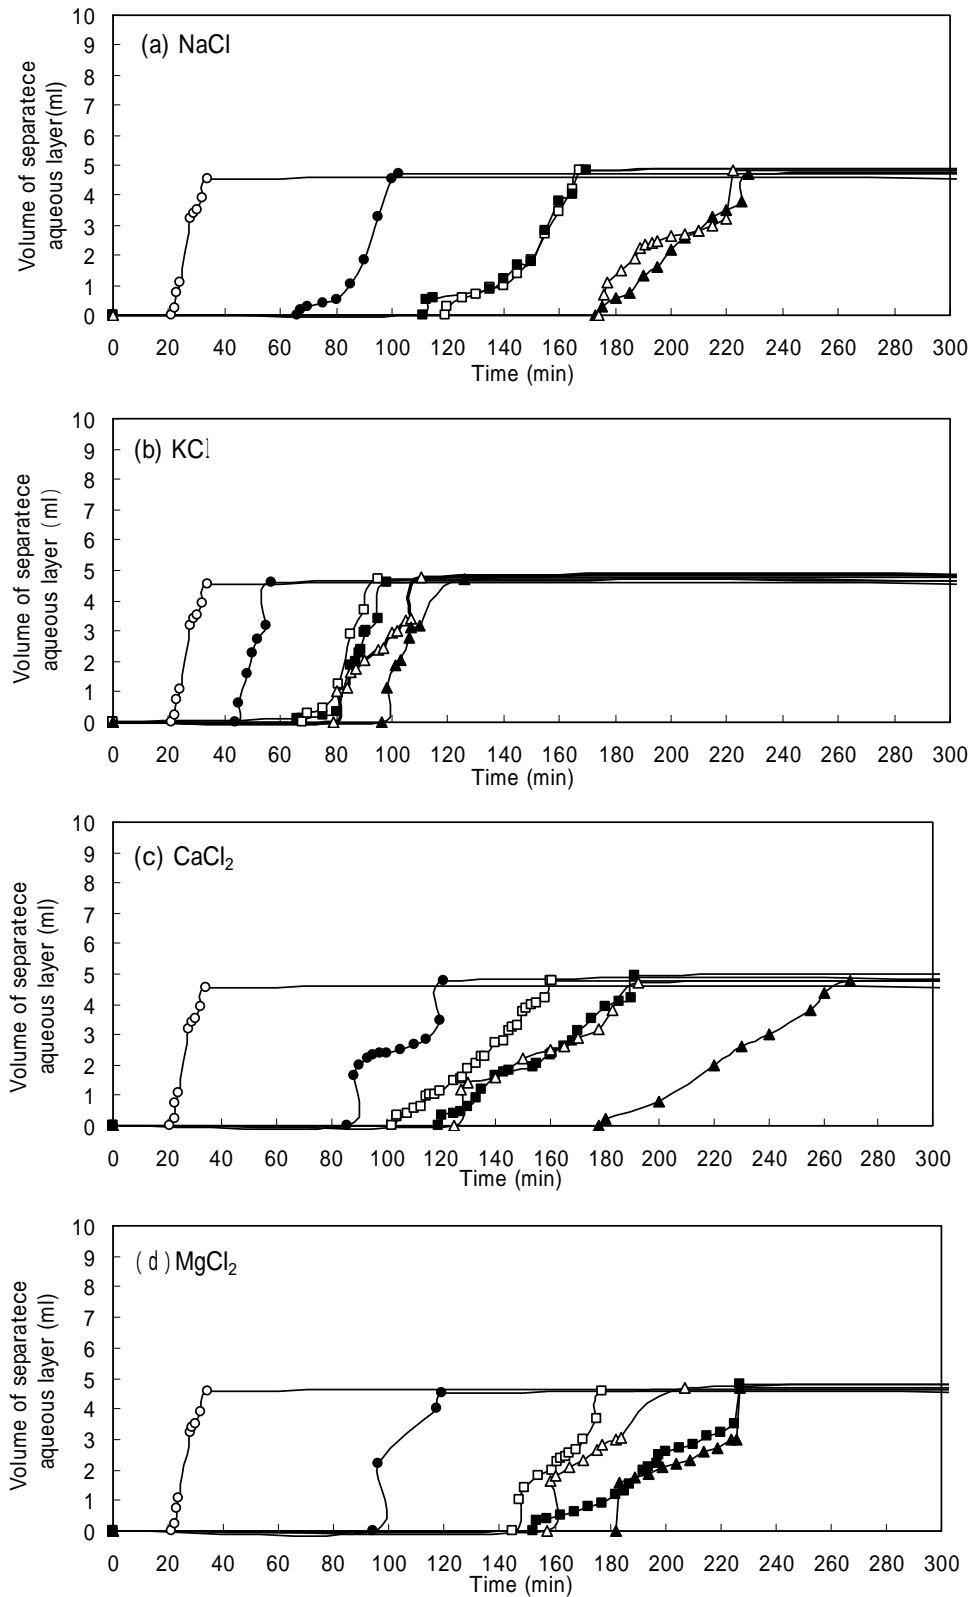 10
(a) NaCl
9
8
7
6
5
4
3
2
1
0
Volume of separatece
aqueous layer(ml)
0 20 40 60 80 100 120 140 160 180 200 220 240 260 280 300
Time (min)
10
(b) KCl
9
8
7
6
5
4
3
2
1
0
Volume of separatece
aqueous layer (ml)
0 20 40 60 80 100 120 140 160 180 200 220 240 260 280 300
Time (min)
10
(c) CaCl₂
9
8
7
6
5
4
3
2
1
0
Volume of separatece
aqueous layer (ml)
0 20 40 60 80 100 120 140 160 180 200 220 240 260 280 300
Time (min)
10
(d) MgCl₂
9
8
7
6
5
4
3
2
1
0
Volume of separatece
aqueous layer (ml)
0 20 40 60 80 100 120 140 160 180 200 220 240 260 280 300
Time (min)